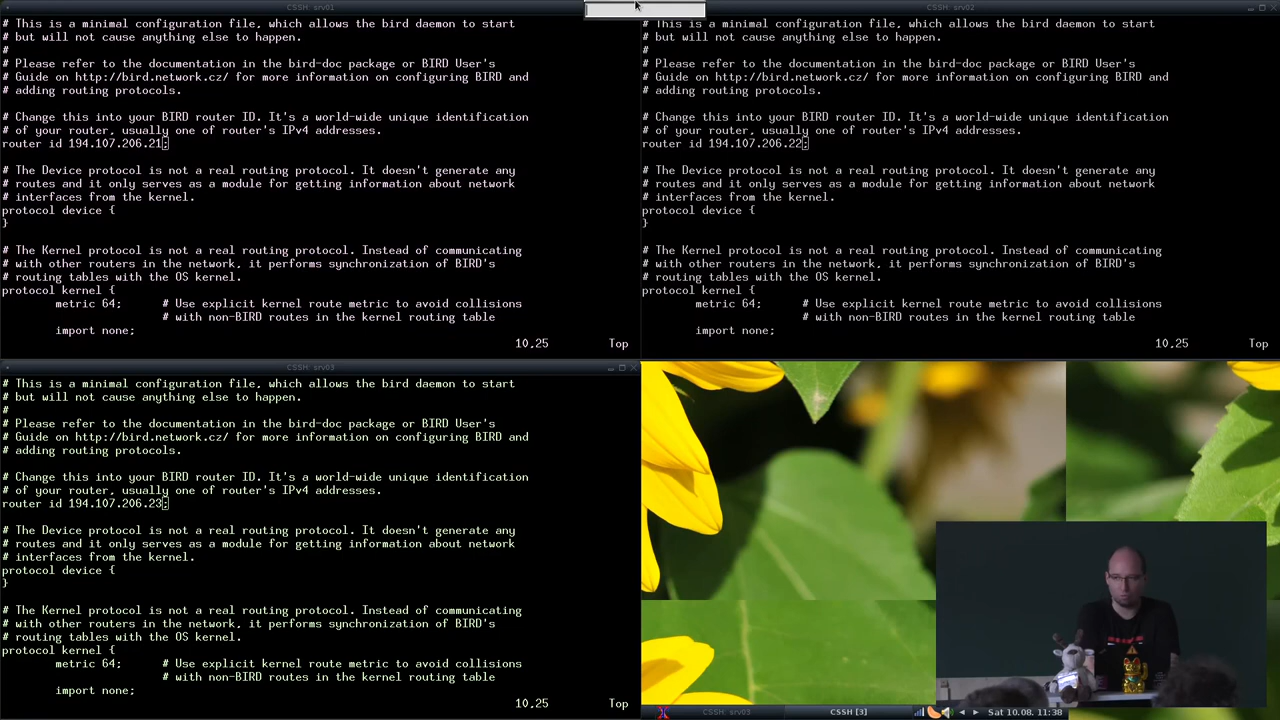 CSSH: srv01
# This is a minimal configuration file, which allows the bird daemon to start
# but will not cause anything else to happen.
#
# Please refer to the documentation in the bird-doc package or BIRD User's
# Guide on http://bird.network.cz/ for more information on configuring BIRD and
# adding routing protocols.
# Change this into your BIRD router ID. It's a world-wide unique identification
# of your router, usually one of router's IPv4 addresses.
router id 194.107.206.21;
# The Device protocol is not a real routing protocol. It doesn't generate any
# routes and it only serves as a module for getting information about network
# interfaces from the kernel.
protocol device {
}
# The Kernel protocol is not a real routing protocol. Instead of communicating
# with other routers in the network, it performs synchronization of BIRD's
# routing tables with the OS kernel.
protocol kernel {
metric 64; # Use explicit kernel route metric to avoid collisions
# with non-BIRD routes in the kernel routing table
import none;
10,25 Top
CSSH: srv02
# This is a minimal configuration file, which allows the bird daemon to start
# but will not cause anything else to happen.
#
# Please refer to the documentation in the bird-doc package or BIRD User's
# Guide on http://bird.network.cz/ for more information on configuring BIRD and
# adding routing protocols.
# Change this into your BIRD router ID. It's a world-wide unique identification
# of your router, usually one of router's IPv4 addresses.
router id 194.107.206.22;
# The Device protocol is not a real routing protocol. It doesn't generate any
# routes and it only serves as a module for getting information about network
# interfaces from the kernel.
protocol device {
}
# The Kernel protocol is not a real routing protocol. Instead of communicating
# with other routers in the network, it performs synchronization of BIRD's
# routing tables with the OS kernel.
protocol kernel {
metric 64; # Use explicit kernel route metric to avoid collisions
# with non-BIRD routes in the kernel routing table
import none;
10,25 Top
CSSH: srv03
# This is a minimal configuration file, which allows the bird daemon to start
# but will not cause anything else to happen.
#
# Please refer to the documentation in the bird-doc package or BIRD User's
# Guide on http://bird.network.cz/ for more information on configuring BIRD and
# adding routing protocols.
# Change this into your BIRD router ID. It's a world-wide unique identification
# of your router, usually one of router's IPv4 addresses.
router id 194.107.206.23;
# The Device protocol is not a real routing protocol. It doesn't generate any
# routes and it only serves as a module for getting information about network
# interfaces from the kernel.
protocol device {
}
# The Kernel protocol is not a real routing protocol. Instead of communicating
# with other routers in the network, it performs synchronization of BIRD's
# routing tables with the OS kernel.
protocol kernel {
metric 64; # Use explicit kernel route metric to avoid collisions
# with non-BIRD routes in the kernel routing table
import none;
10,25 Top
CSSH: srv03 CSSH [3] Sat 10.08. 11:38